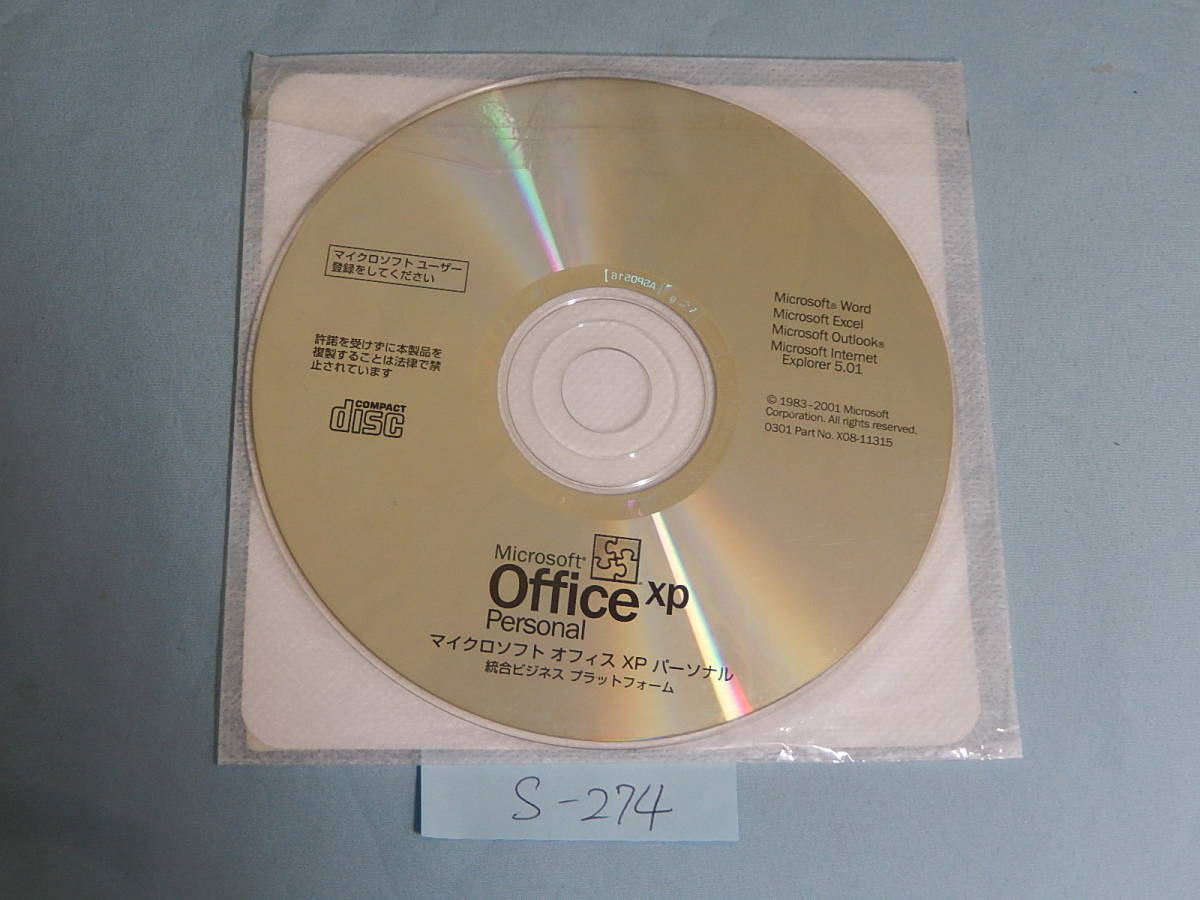 マイクロソフト ユーザー
登録をしてください
許諾を受けずに本製品を
複製することは法律で禁
止されています
COMPACT
disc
Microsoft® Word
Microsoft Excel
Microsoft Outlook®
Microsoft Internet
Explorer 5.01
© 1983-2001 Microsoft
Corporation. All rights reserved.
0301 Part No. X08-11315
Microsoft®
Office xp
Personal
マイクロソフト オフィス XP パーソナル
統合ビジネス プラットフォーム
S-274